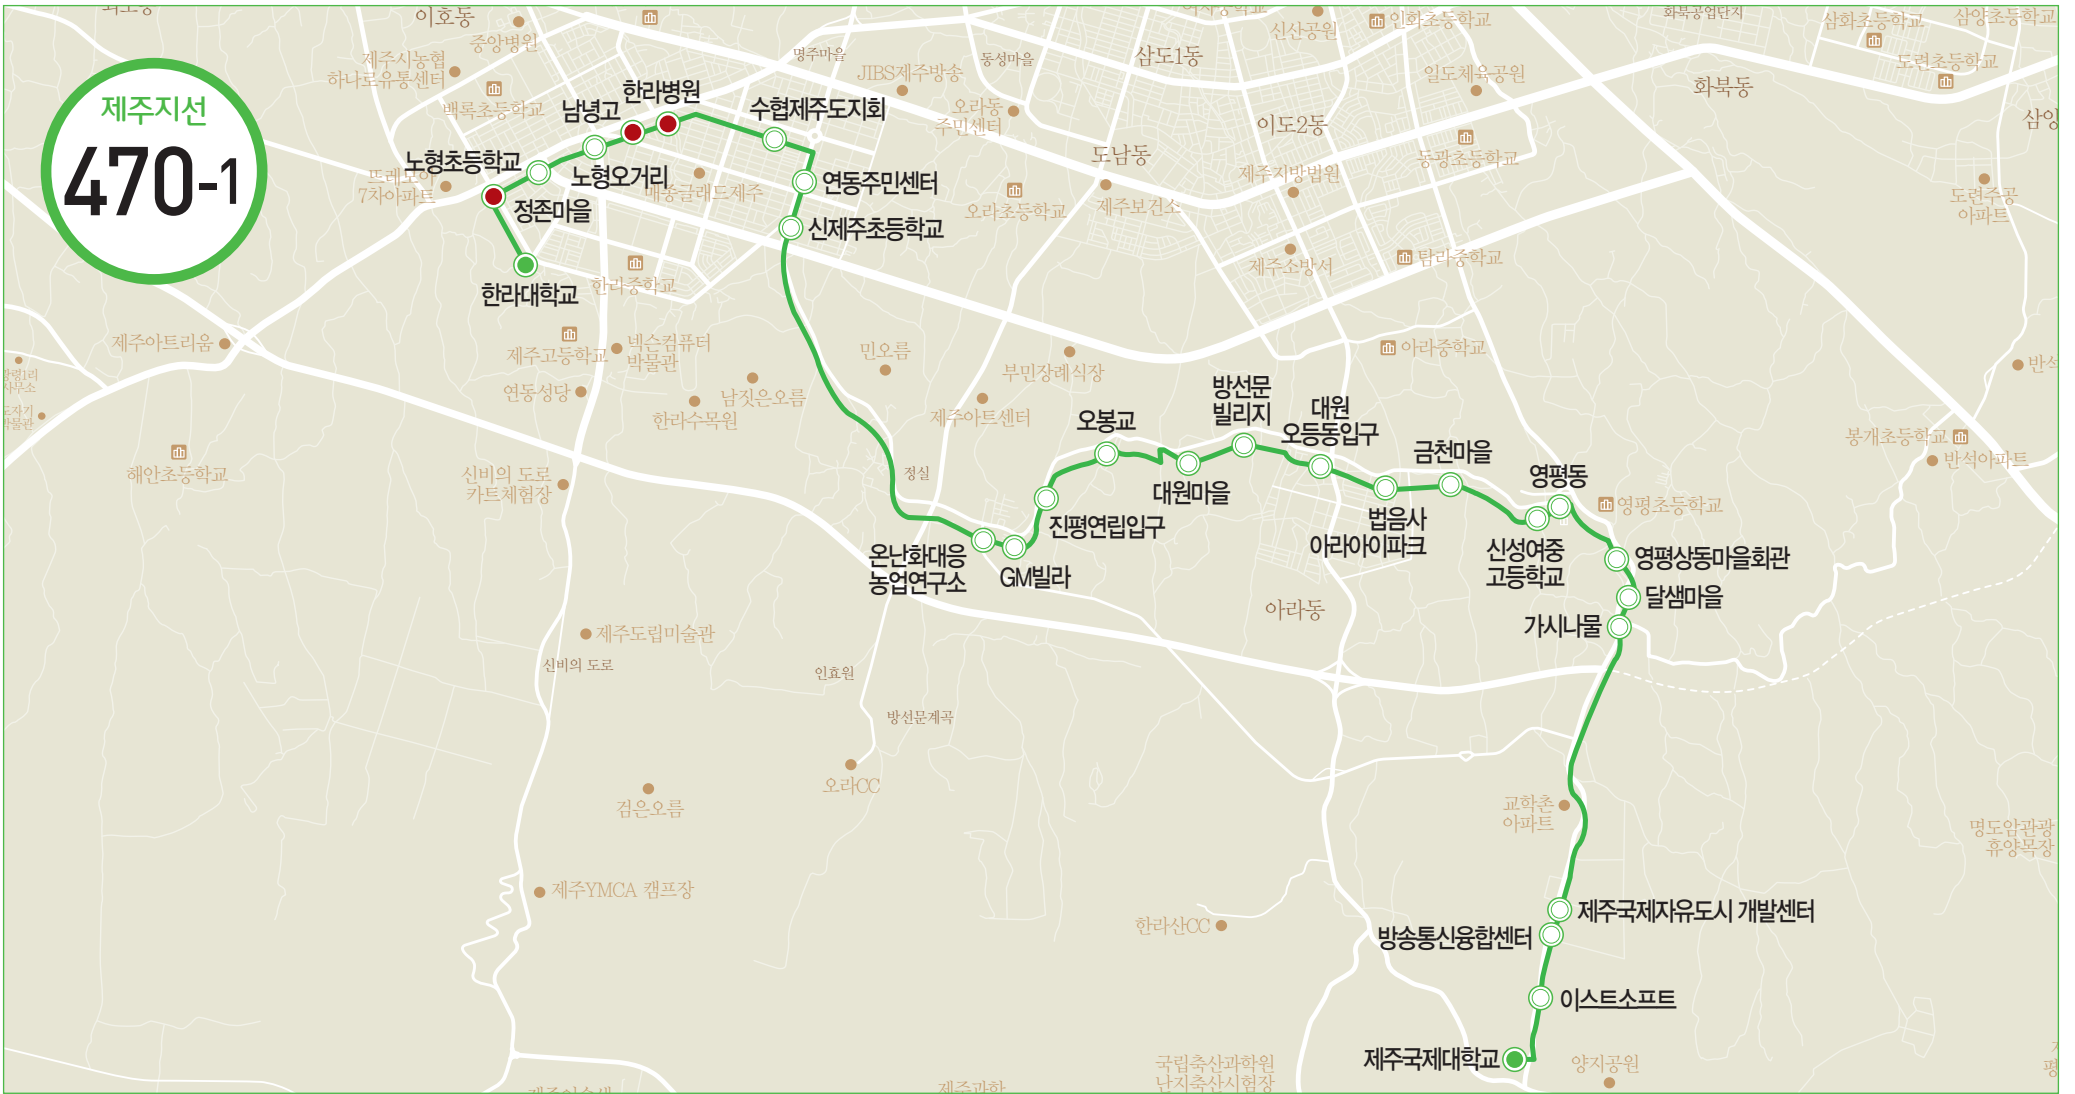 제주지선
470-1
이호동
중앙병원
제주시농협
하나로유통센터
백록초등학교
명주마을
JIBS제주방송
동성마을
오라동
주민센터
삼도1동
신산공원
인화초등학교
일도체육공원
이도2동
화북공업단지
화북동
삼화초등학교
삼양초등학교
도련초등학교
남녕고
한라병원
수협제주도지회
노형초등학교
뜨레모아
7차아파트
노형오거리
정존마을
메종글래드제주
연동주민센터
신제주초등학교
도남동
오라초등학교
제주보건소
제주지방법원
동광초등학교
도련주공
아파트
한라대학교
한라중학교
제주소방서
탐라중학교
제주아트리움
제주고등학교
넥슨컴퓨터
박물관
민오름
부민장례식장
아라중학교
연동성당
한라수목원
남짓은오름
제주아트센터
해안초등학교
신비의 도로
카트체험장
정실
오봉교
방선문
빌리지
대원
오등동입구
금천마을
영평동
봉개초등학교
반석아파트
대원마을
진평연립입구
법음사
아라아이파크
신성여중
고등학교
영평초등학교
온난화대응
농업연구소
GM빌라
영평상동마을회관
달샘마을
가시나물
아라동
제주도립미술관
신비의 도로
인효원
방선문계곡
오라CC
검은오름
교학촌
아파트
명도암관광
휴양목장
제주YMCA 캠프장
한라산CC
제주국제자유도시 개발센터
방송통신융합센터
이스트소프트
제주국제대학교
국립축산과학원
난지축산시험장
양지공원